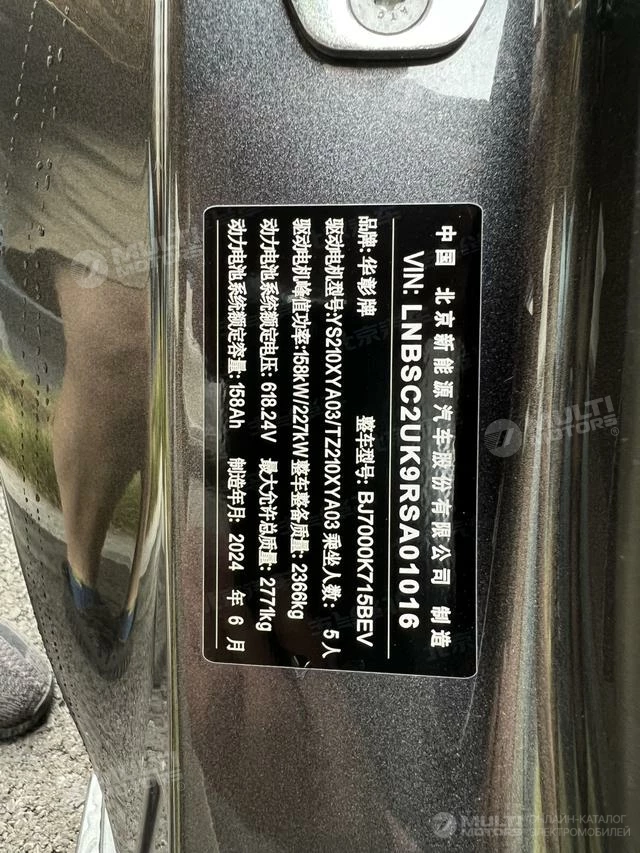 中国 北京新能源汽车股份有限公司 制造
VIN: LNBSC2UK9RSA01016
品牌: 华彩牌 整车型号: BJ7000K715BEV
驱动电机型号:YS210XYA03/TZ210XYA03 乘坐人数: 5人
驱动电机峰值功率:158kW/227kW 整车整备质量: 2366kg
动力电池系统额定电压: 618.24V 最大允许总质量: 2771kg
动力电池系统额定容量: 158Ah 制造年月: 2024 年 6 月
MULTI MOTORS
MULTI MOTORS ОНЛАЙН-КАТАЛОГ
ЭЛЕКТРОМОБИЛЕЙ